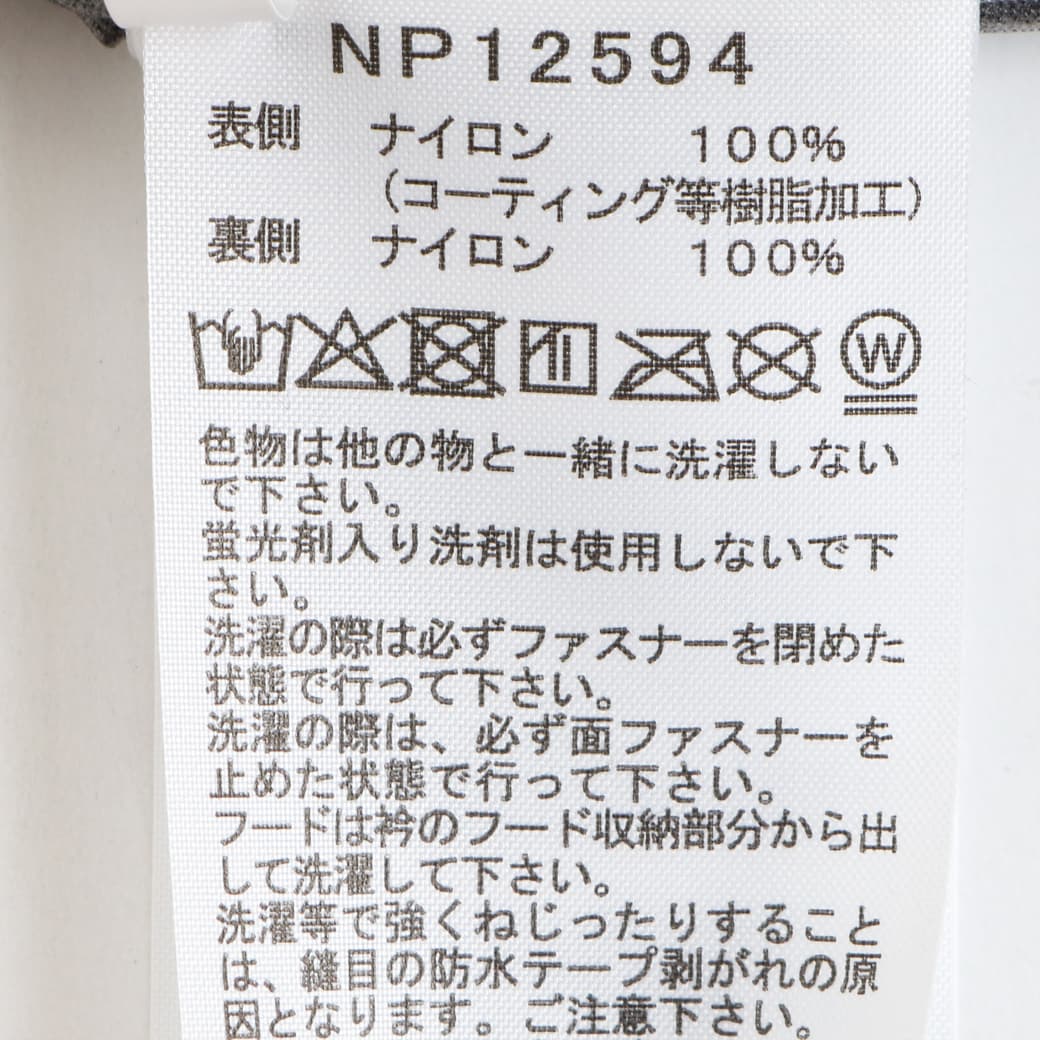 NP12594
表側 ナイロン 100%
(コーティング等樹脂加工)
裏側 ナイロン 100%
W
色物は他の物と一緒に洗濯しない
で下さい。
蛍光剤入り洗剤は使用しないで下
さい。
洗濯の際は必ずファスナーを閉めた
状態で行って下さい。
洗濯の際は、必ず面ファスナーを
止めた状態で行って下さい。
フードは衿のフード収納部分から出
して洗濯して下さい。
洗濯等で強くねじったりすること
は、縫目の防水テープ剥がれの原
因となります。ご注意下さい。